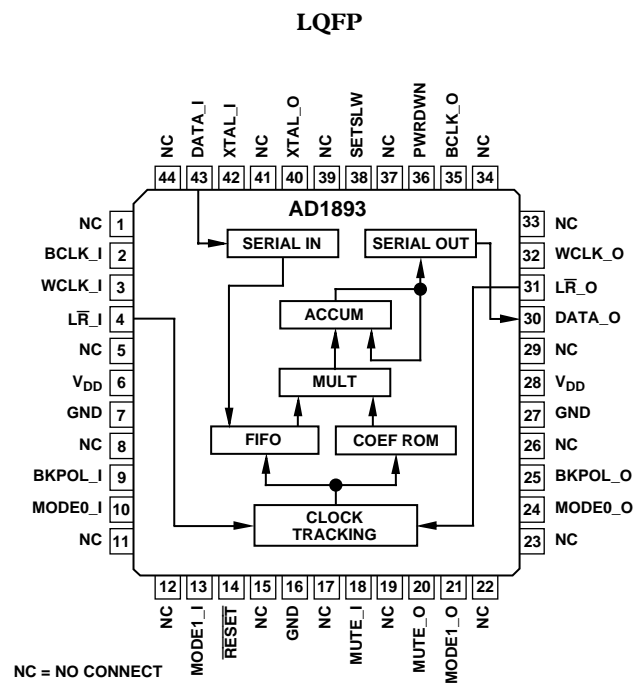 LQFP
NC
DATA_I
XTAL_I
NC
XTAL_O
NC
SETSLW
NC
PWRDWN
BCLK_O
NC
44 43 42 41 40 39 38 37 36 35 34
AD1893
NC 1
BCLK_I 2
WCLK_I 3
LR̅_I 4
NC 5
VDD 6
GND 7
NC 8
BKPOL_I 9
MODE0_I 10
NC 11
SERIAL IN
SERIAL OUT
ACCUM
MULT
FIFO
COEF ROM
CLOCK
TRACKING
33 NC
32 WCLK_O
31 LR̅_O
30 DATA_O
29 NC
28 VDD
27 GND
26 NC
25 BKPOL_O
24 MODE0_O
23 NC
12 13 14 15 16 17 18 19 20 21 22
NC
MODE1_I
R̅E̅S̅E̅T̅
NC
GND
NC
MUTE_I
NC
MUTE_O
MODE1_O
NC
NC = NO CONNECT